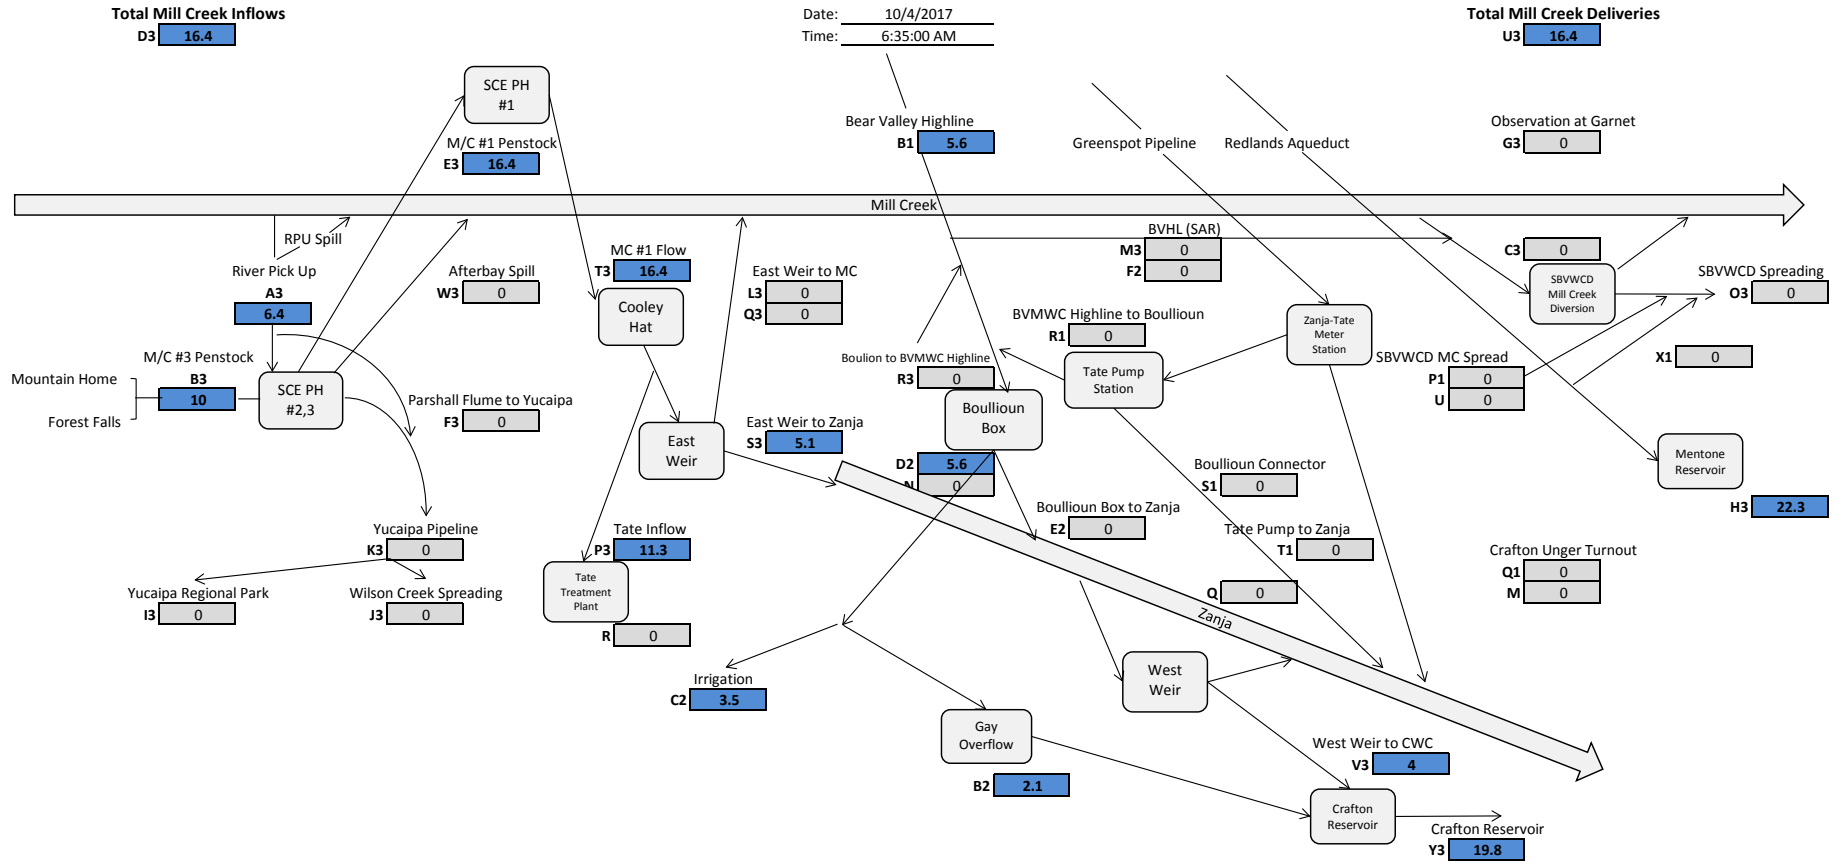 Total Mill Creek Inflows
D3 16.4
Date: 10/4/2017
Time: 6:35:00 AM
Total Mill Creek Deliveries
U3 16.4
SCE PH
#1
M/C #1 Penstock
E3 16.4
Bear Valley Highline
B1 5.6
Greenspot Pipeline
Redlands Aqueduct
Observation at Garnet
G3 0
Mill Creek
RPU Spill
River Pick Up
A3
6.4
Afterbay Spill
W3 0
MC #1 Flow
T3 16.4
Cooley
Hat
East Weir to MC
L3 0
Q3 0
BVHL (SAR)
M3 0
F2 0
C3 0
SBVWCD
Mill Creek
Diversion
SBVWCD Spreading
O3 0
BVMWC Highline to Boullioun
R1 0
Zanja-Tate
Meter
Station
M/C #3 Penstock
B3
10
Mountain Home
Forest Falls
SCE PH
#2,3
Boulion to BVMWC Highline
R3 0
Tate Pump
Station
SBVWCD MC Spread
P1 0
U 0
X1 0
Parshall Flume to Yucaipa
F3 0
East
Weir
East Weir to Zanja
S3 5.1
Boullioun
Box
D2 5.6
N 0
Boullioun Connector
S1 0
Mentone
Reservoir
H3 22.3
Yucaipa Pipeline
K3 0
Tate Inflow
P3 11.3
Boullioun Box to Zanja
E2 0
Tate Pump to Zanja
T1 0
Crafton Unger Turnout
Q1 0
M 0
Yucaipa Regional Park
I3 0
Wilson Creek Spreading
J3 0
Tate
Treatment
Plant
R 0
Q 0
Zanja
Irrigation
C2 3.5
West
Weir
Gay
Overflow
B2 2.1
West Weir to CWC
V3 4
Crafton
Reservoir
Crafton Reservoir
Y3 19.8